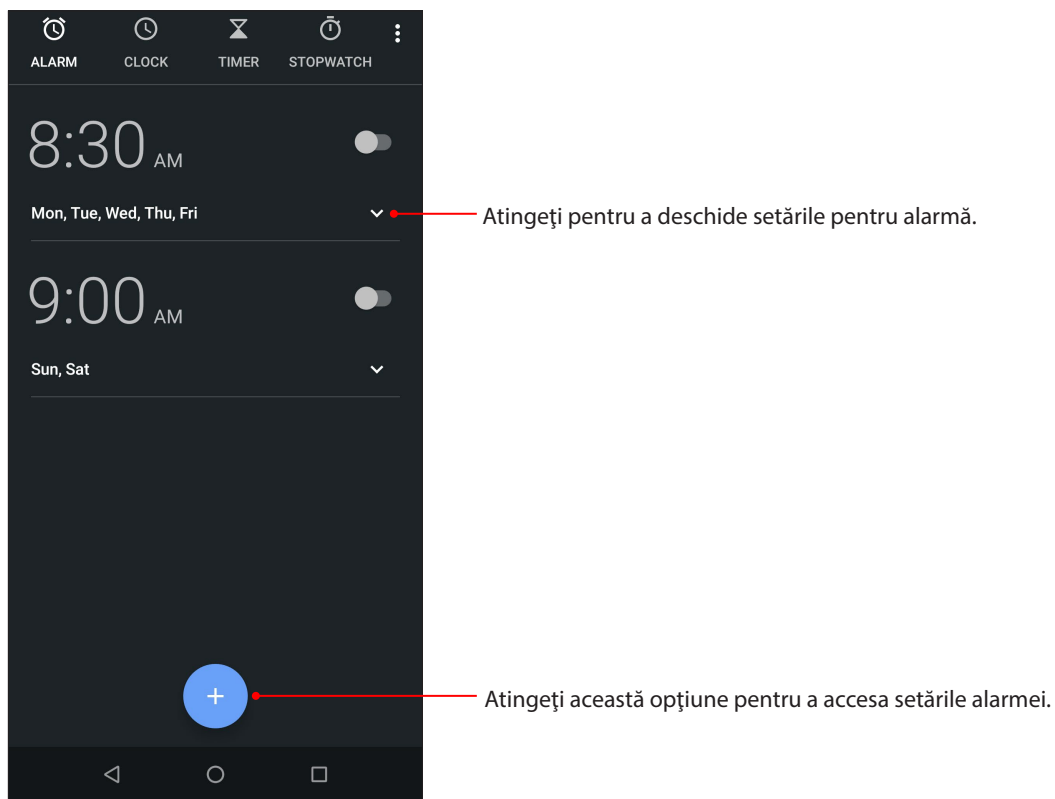 ALARM CLOCK TIMER STOPWATCH
8:30 AM
Mon, Tue, Wed, Thu, Fri
Atingeţi pentru a deschide setările pentru alarmă.
9:00 AM
Sun, Sat
Atingeţi această opţiune pentru a accesa setările alarmei.